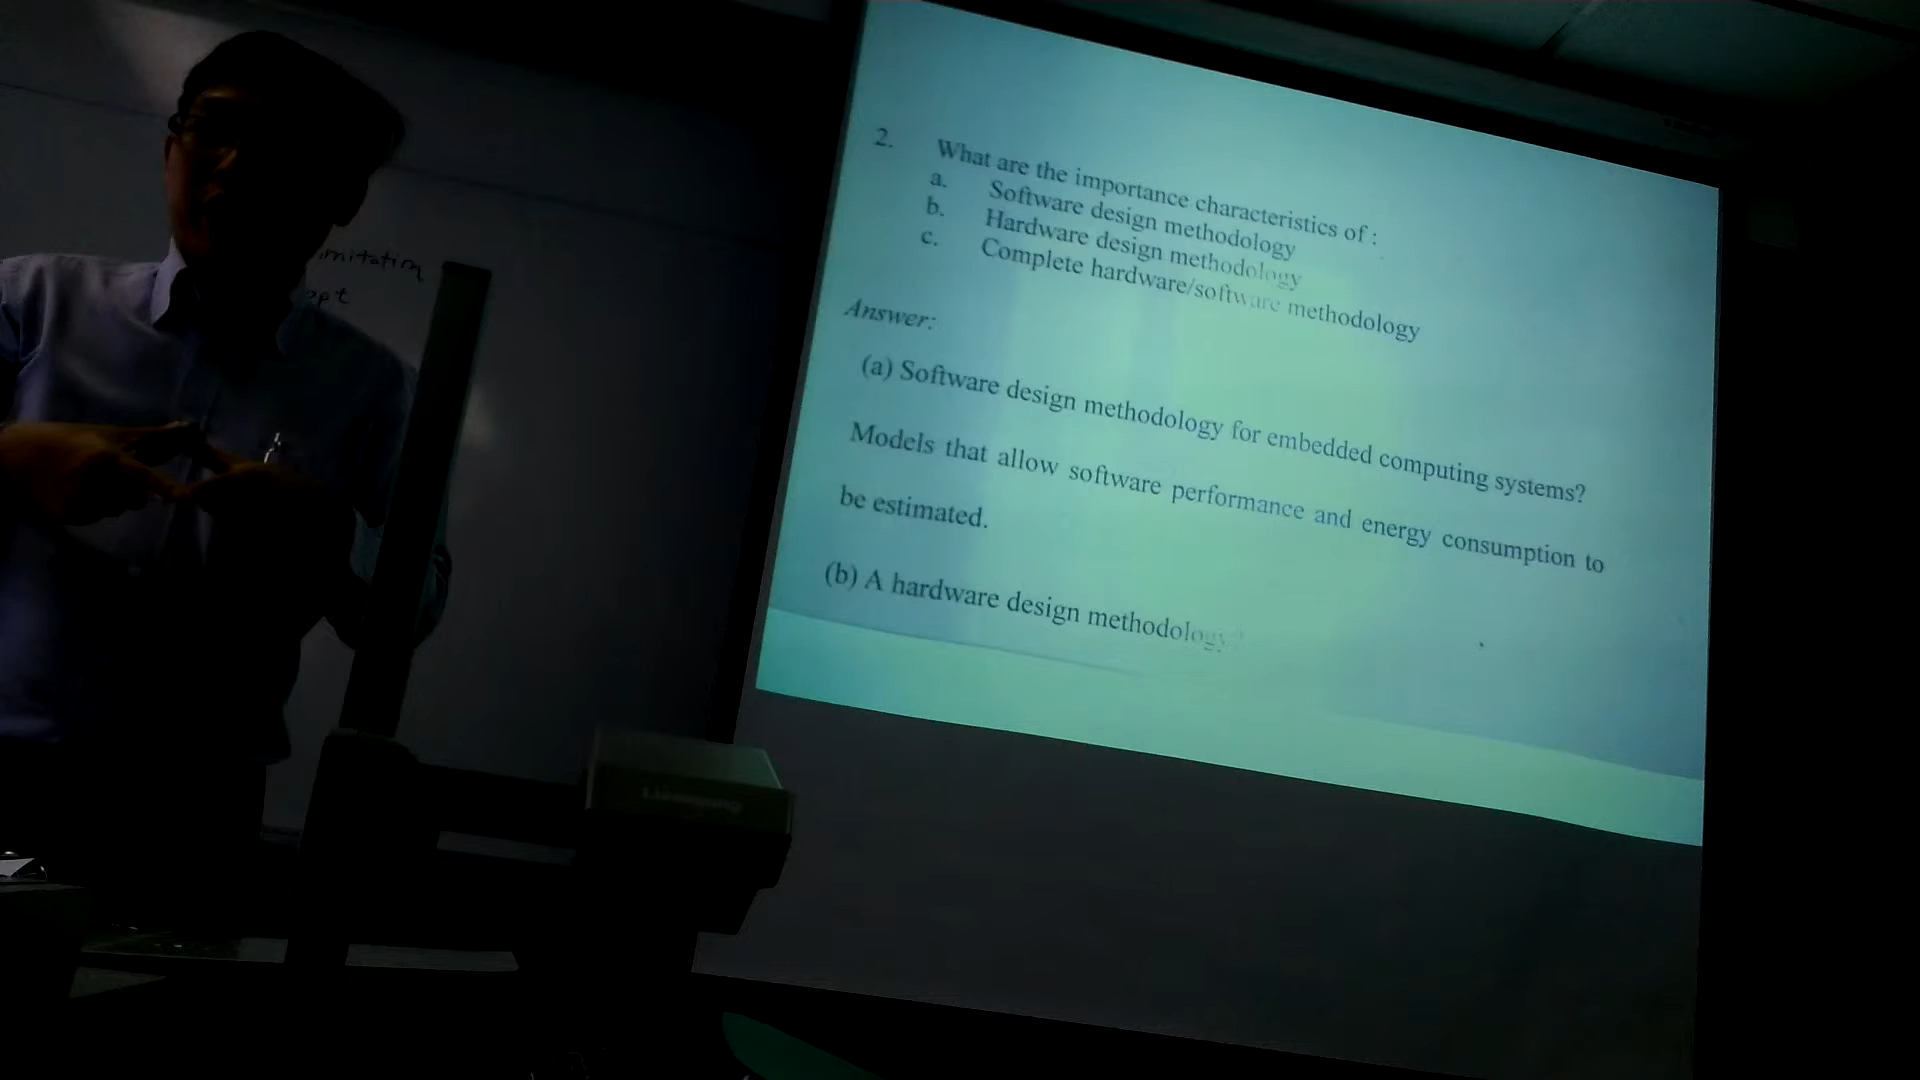 2. What are the importance characteristics of :
a. Software design methodology
b. Hardware design methodology
c. Complete hardware/software methodology
Answer:
(a) Software design methodology for embedded computing systems?
Models that allow software performance and energy consumption to
be estimated.
(b) A hardware design methodology